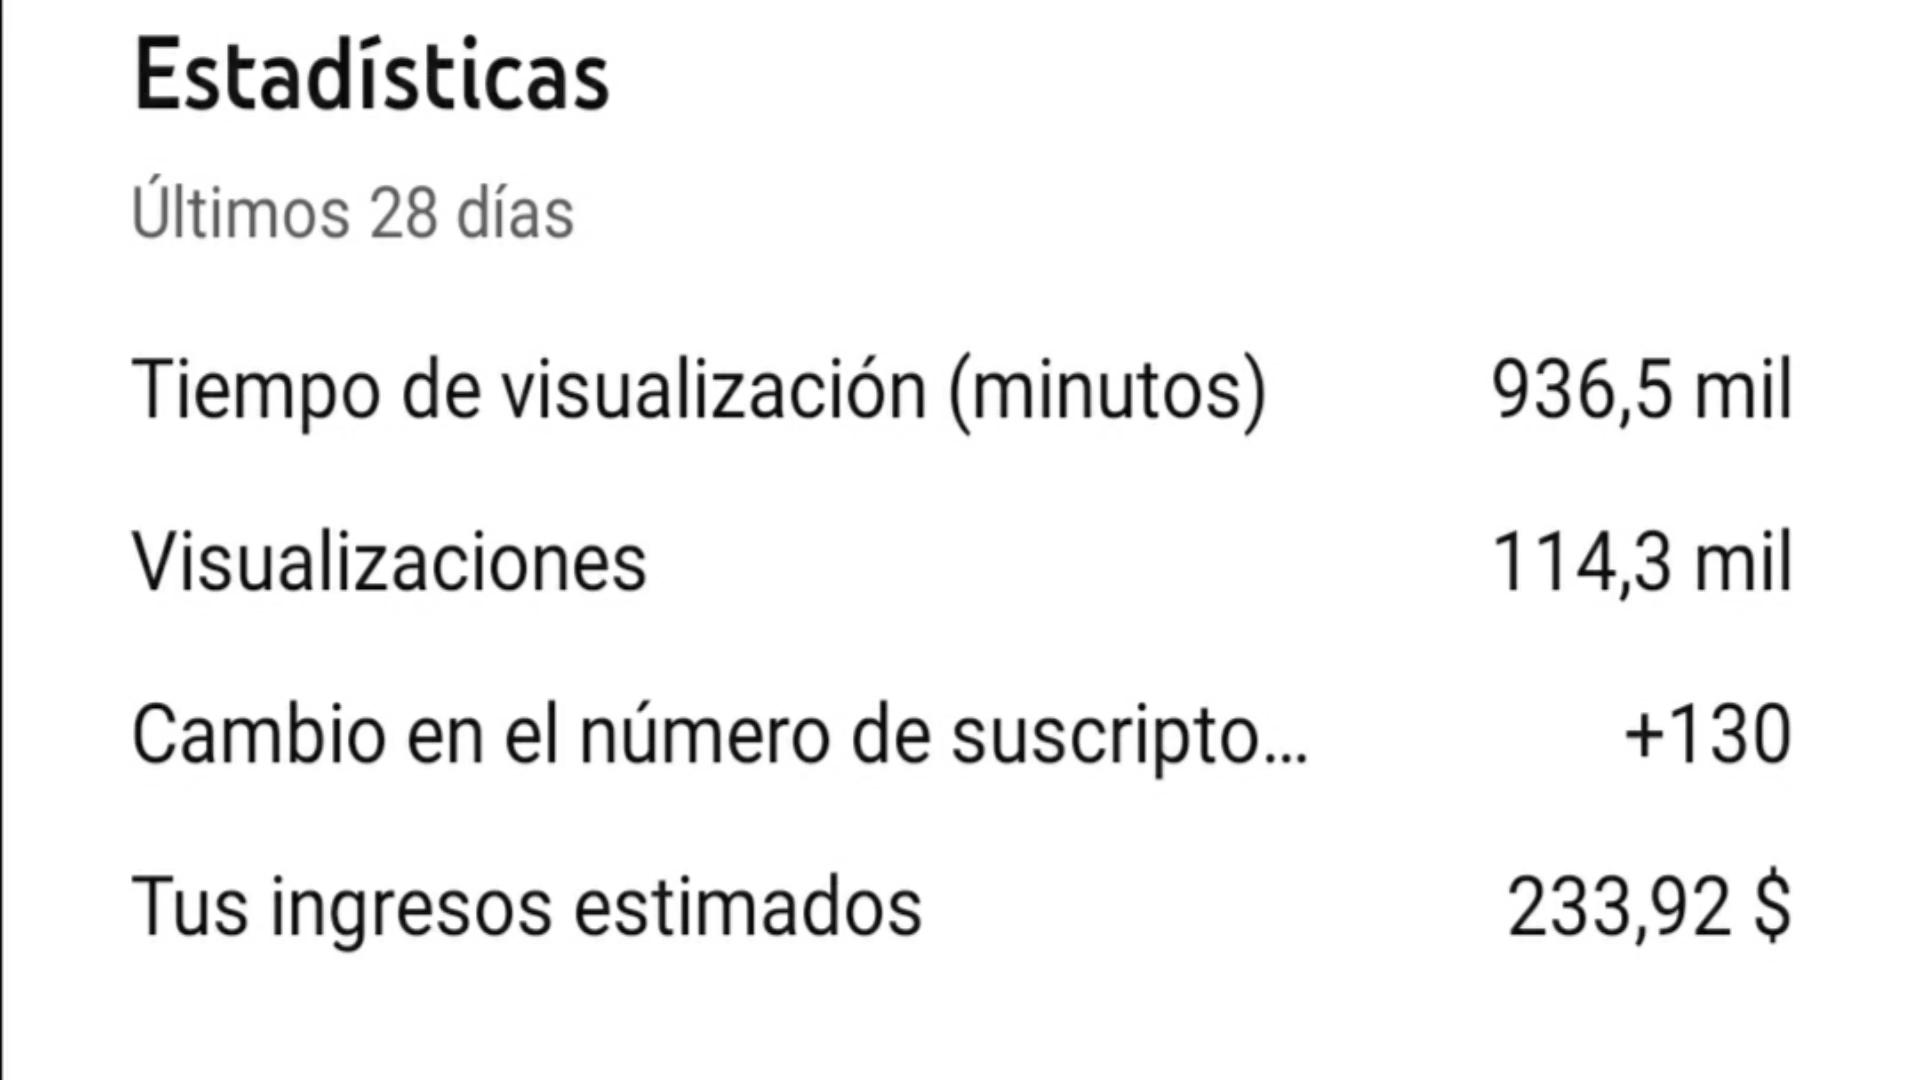 Estadísticas
Últimos 28 días
Tiempo de visualización (minutos) 936,5 mil
Visualizaciones 114,3 mil
Cambio en el número de suscripto... +130
Tus ingresos estimados 233,92 $